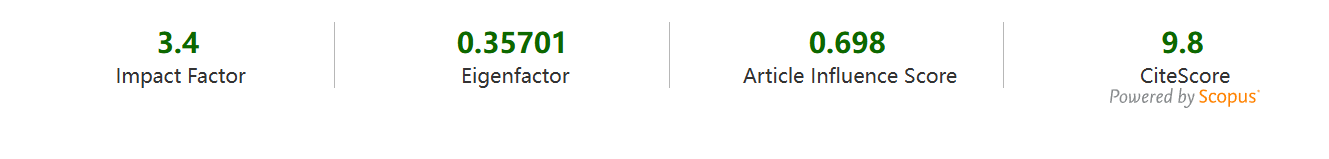 3.4
Impact Factor
0.35701
Eigenfactor
0.698
Article Influence Score
9.8
CiteScore
Powered by Scopus®